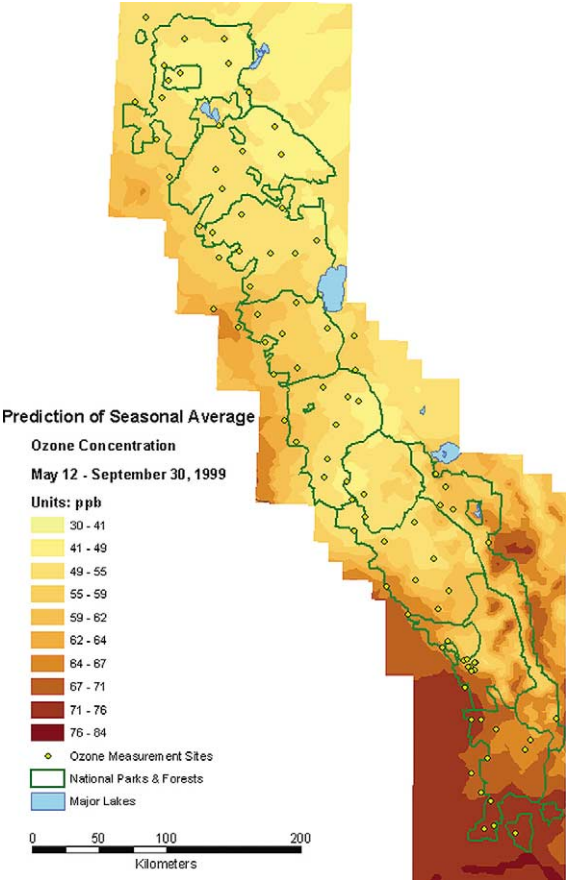 Prediction of Seasonal Average
Ozone Concentration
May 12 - September 30, 1999
Units: ppb
30 - 41
41 - 49
49 - 55
55 - 59
59 - 62
62 - 64
64 - 67
67 - 71
71 - 76
76 - 84
Ozone Measurement Sites
National Parks & Forests
Major Lakes
0 50 100 200
Kilometers